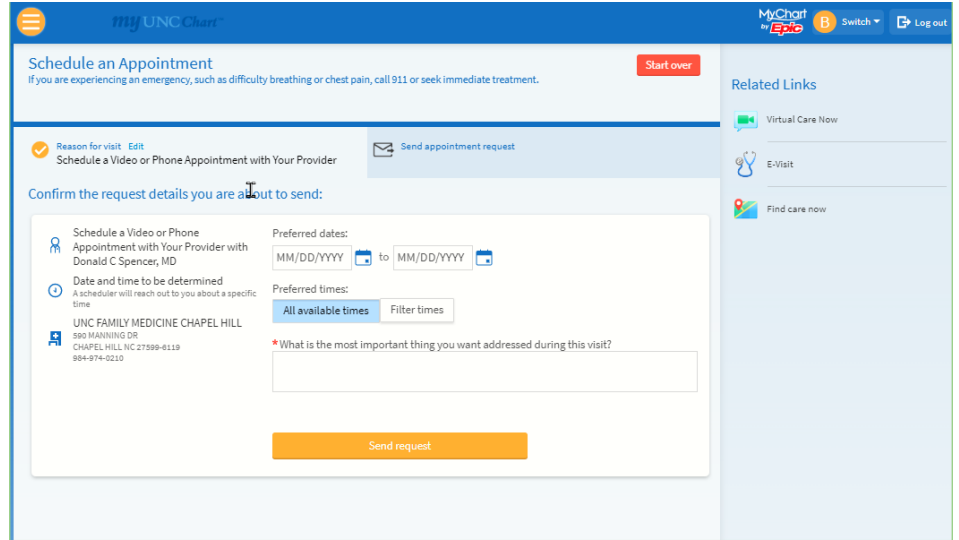 my UNC Chart
MyChart
by Epic
B
Switch
Log out
Schedule an Appointment
If you are experiencing an emergency, such as difficulty breathing or chest pain, call 911 or seek immediate treatment.
Start over
Related Links
Virtual Care Now
E-Visit
Find care now
Reason for visit Edit
Schedule a Video or Phone Appointment with Your Provider
Send appointment request
Confirm the request details you are about to send:
Schedule a Video or Phone
Appointment with Your Provider with
Donald C Spencer, MD
Date and time to be determined
A scheduler will reach out to you about a specific
time
UNC FAMILY MEDICINE CHAPEL HILL
590 MANNING DR
CHAPEL HILL NC 27599-6119
984-974-0210
Preferred dates:
MM/DD/YYYY to MM/DD/YYYY
Preferred times:
All available times Filter times
*What is the most important thing you want addressed during this visit?
Send request